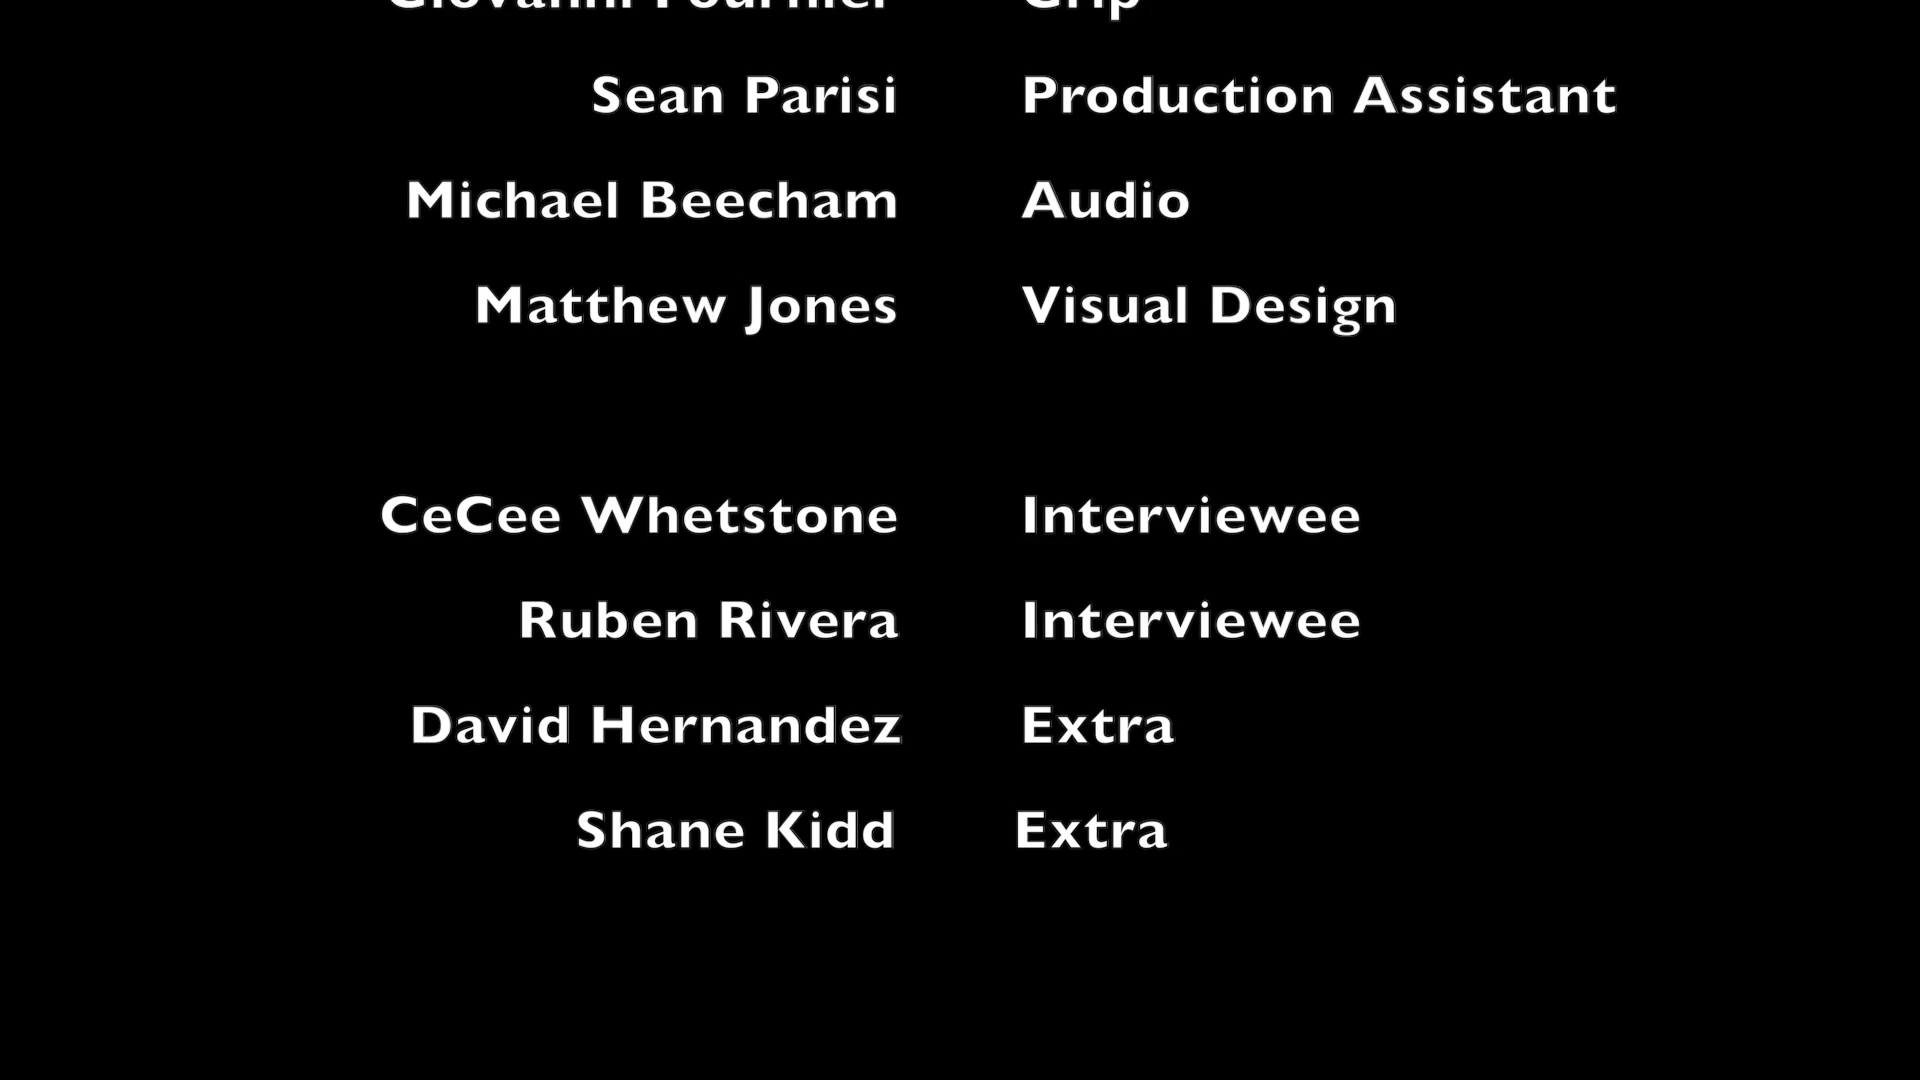 Giovanni Fournier Grip
Sean Parisi Production Assistant
Michael Beecham Audio
Matthew Jones Visual Design
CeCee Whetstone Interviewee
Ruben Rivera Interviewee
David Hernandez Extra
Shane Kidd Extra